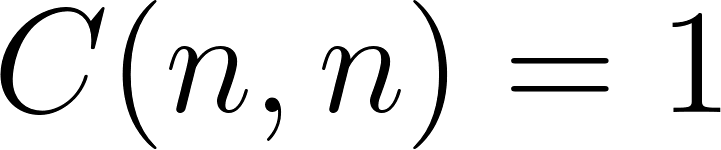 C(n, n) = 1